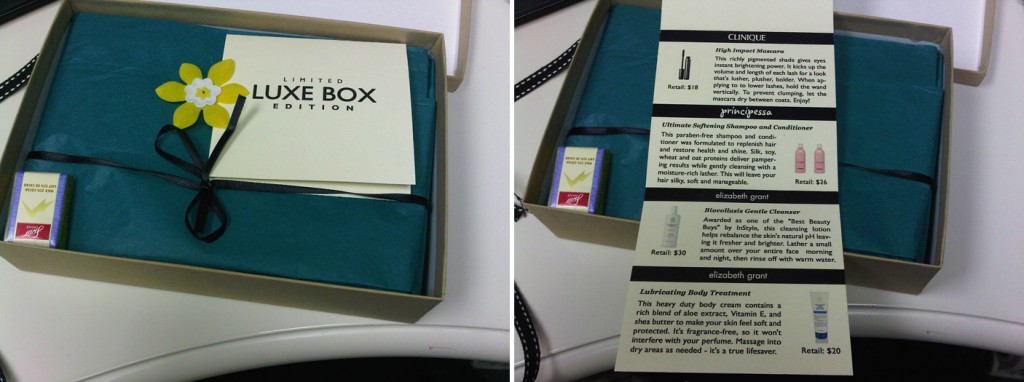 LIMITED
LUXE BOX
EDITION
CLINIQUE
High Impact Mascara
This richly pigmented shade gives eyes
instant brightening power. It kicks up the
volume and length of each lash for a look
that's lusher, plusher, bolder. When apply-
ing to to lower lashes, hold the wand
vertically. To prevent clumping, let the
mascara dry between coats. Enjoy!
Retail: $18
principessa
Ultimate Softening Shampoo and Conditioner
This paraben-free shampoo and condi-
tioner was formulated to replenish hair
and restore health and shine. Silk, soy,
wheat and oat proteins deliver pamper-
ing results while gently cleansing with a
moisture-rich lather. This will leave your
hair silky, soft and manageable.
Retail: $26
elizabeth grant
Biocollasis Gentle Cleanser
Awarded as one of the "Best Beauty
Buys" by InStyle, this cleansing lotion
helps rebalance the skin's natural pH leav-
ing it fresher and brighter. Lather a small
amount over your entire face morning
and night, then rinse off with warm water.
Retail: $30
elizabeth grant
Lubricating Body Treatment
This heavy duty body cream contains a
rich blend of aloe extract, Vitamin E, and
shea butter to make your skin feel soft and
protected. It's fragrance-free, so it won't
interfere with your perfume. Massage into
dry areas as needed - it's a true lifesaver.
Retail: $20